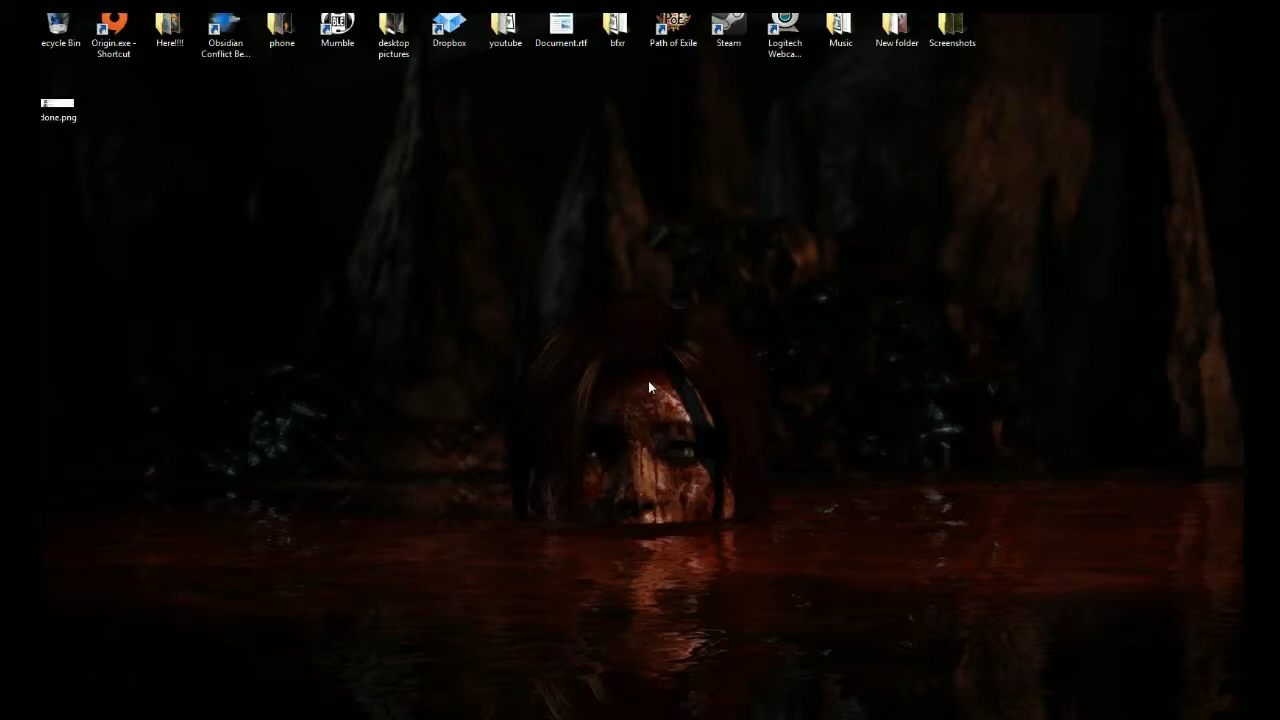 ecycle Bin
Origin.exe - Shortcut
Here!!!!
Obsidian Conflict Be...
phone
Mumble
desktop pictures
Dropbox
youtube
Document.rtf
bfxr
Path of Exile
Steam
Logitech Webca...
Music
New folder
Screenshots
done.png